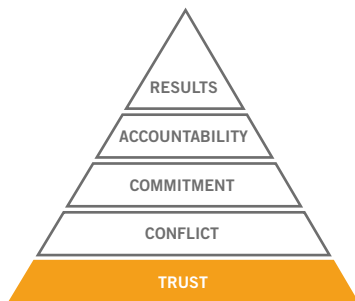 RESULTS
ACCOUNTABILITY
COMMITMENT
CONFLICT
TRUST